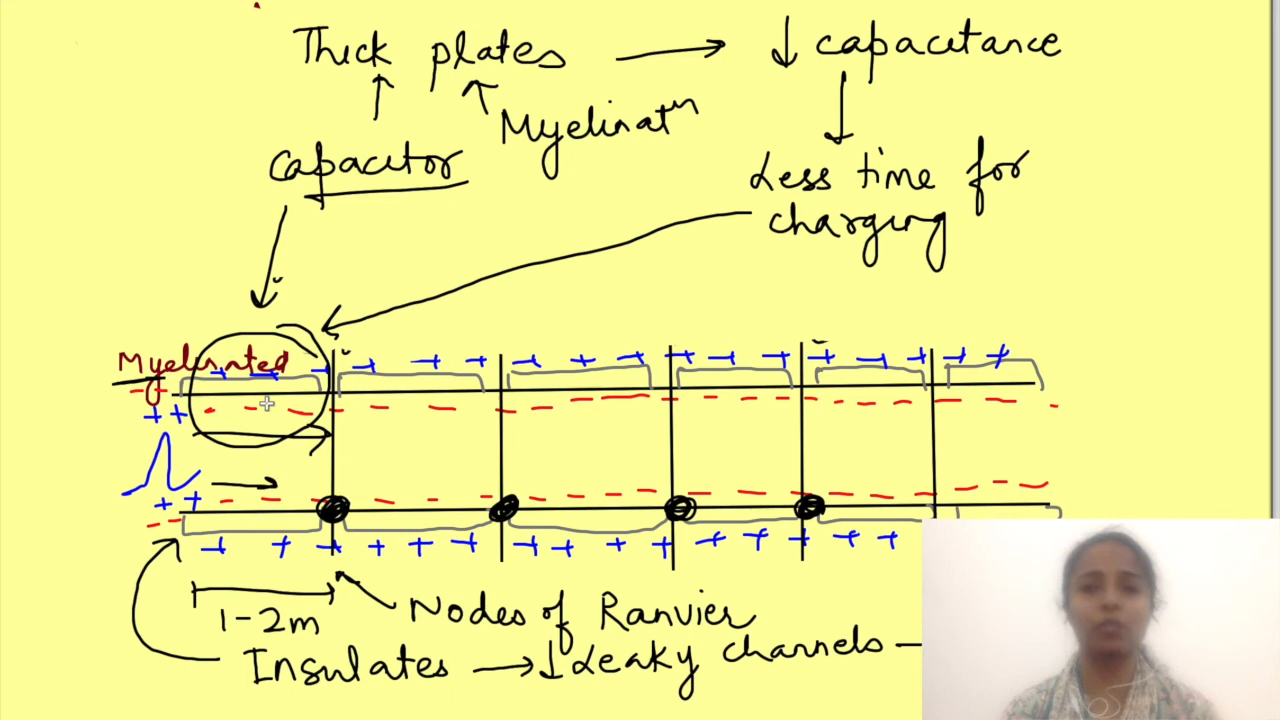 Thick plates → ↓ capacitance
Myelinatn
capacitor
Less time for
charging
Myelinated
1-2m
Nodes of Ranvier
Insulates → ↓ Leaky channels –